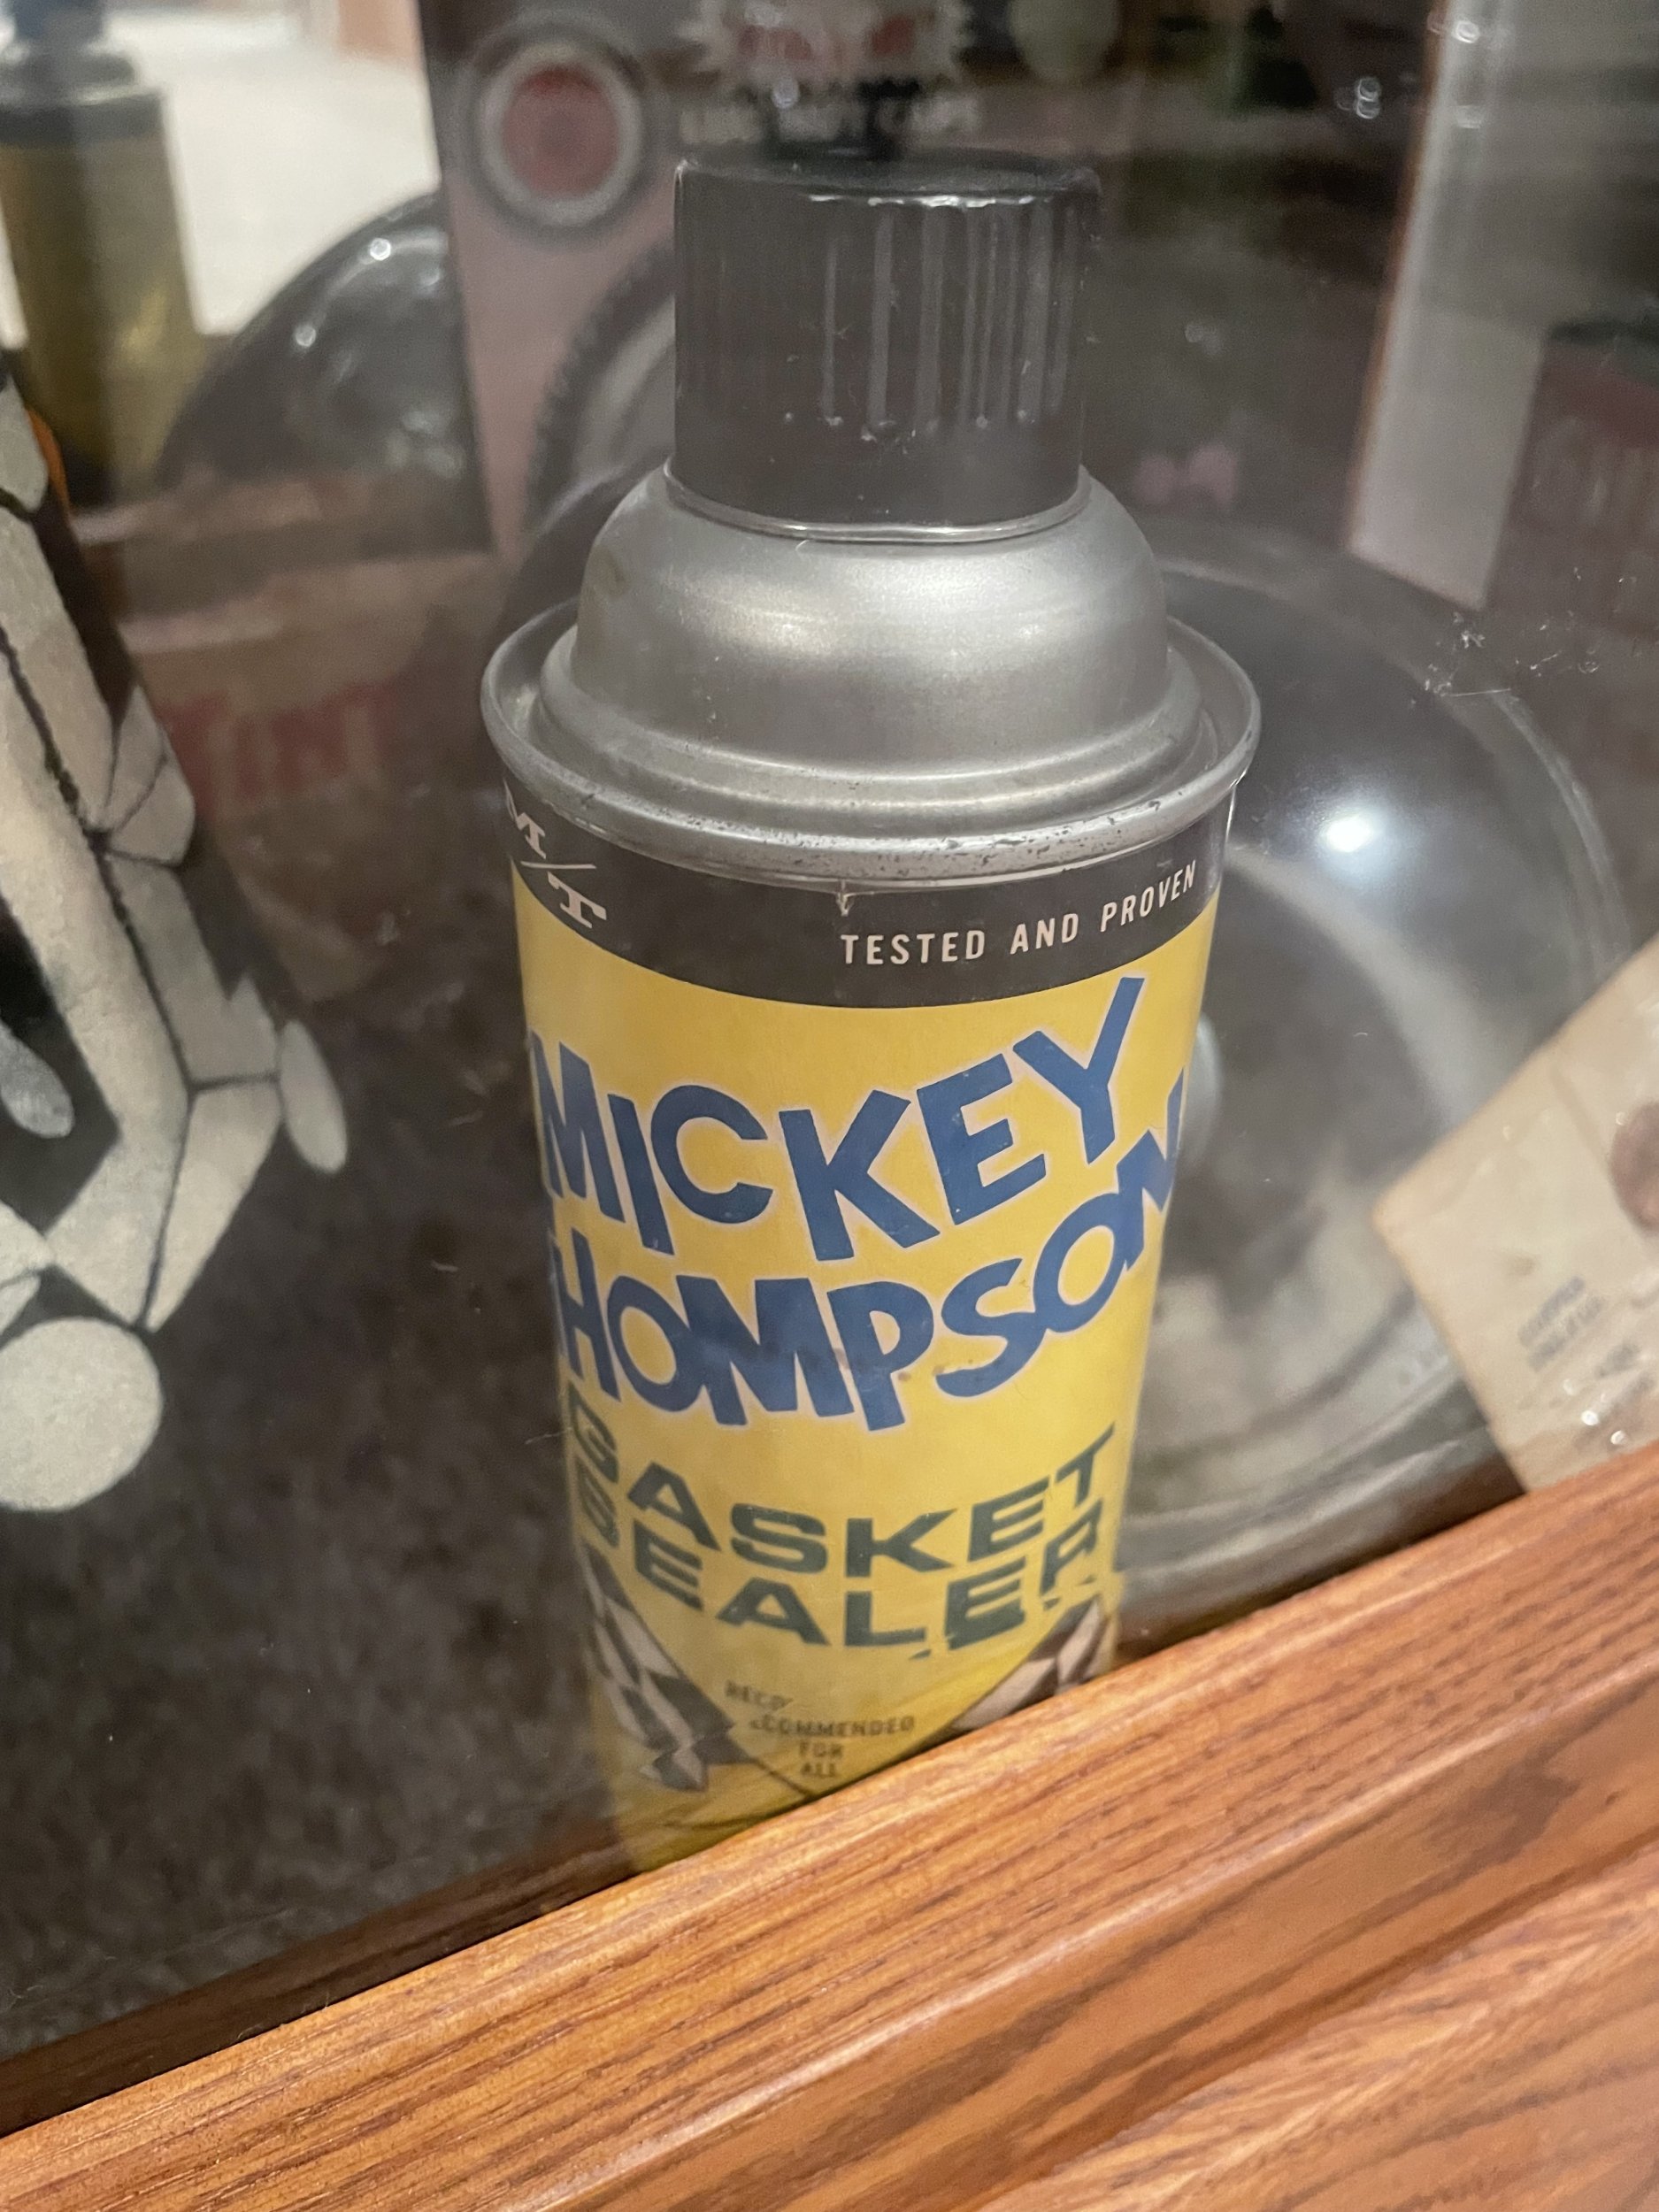 M/T
TESTED AND PROVEN
MICKEY
THOMPSON
GASKET
SEALER
RECOMMENDED
FOR
ALL